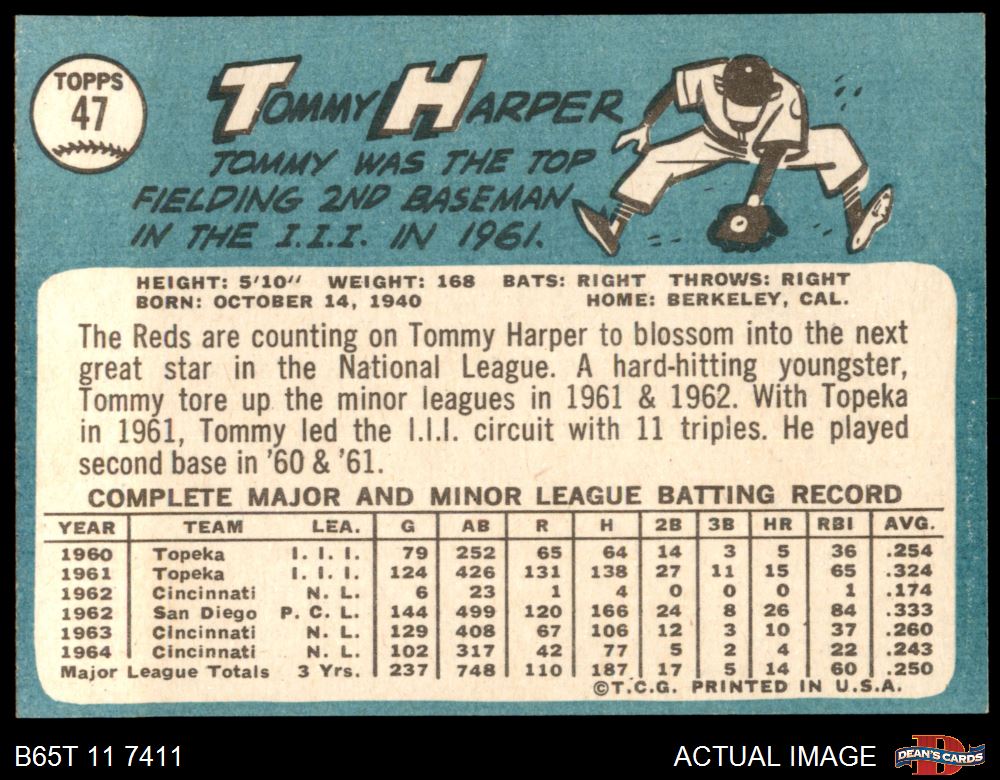 TOPPS
47
TOMMY HARPER
TOMMY WAS THE TOP
FIELDING 2ND BASEMAN
IN THE I.I.I. IN 1961.
HEIGHT: 5'10" WEIGHT: 168 BATS: RIGHT THROWS: RIGHT
BORN: OCTOBER 14, 1940 HOME: BERKELEY, CAL.
The Reds are counting on Tommy Harper to blossom into the next
great star in the National League. A hard-hitting youngster,
Tommy tore up the minor leagues in 1961 & 1962. With Topeka
in 1961, Tommy led the I.I.I. circuit with 11 triples. He played
second base in '60 & '61.
COMPLETE MAJOR AND MINOR LEAGUE BATTING RECORD
YEAR TEAM LEA. G AB R H 2B 3B HR RBI AVG.
1960 Topeka I. I. I. 79 252 65 64 14 3 5 36 .254
1961 Topeka I. I. I. 124 426 131 138 27 11 15 65 .324
1962 Cincinnati N. L. 6 23 1 4 0 0 0 1 .174
1962 San Diego P. C. L. 144 499 120 166 24 8 26 84 .333
1963 Cincinnati N. L. 129 408 67 106 12 3 10 37 .260
1964 Cincinnati N. L. 102 317 42 77 5 2 4 22 .243
Major League Totals 3 Yrs. 237 748 110 187 17 5 14 60 .250
©T.C.G. PRINTED IN U.S.A.
B65T 11 7411 ACTUAL IMAGE DEAN'S CARDS